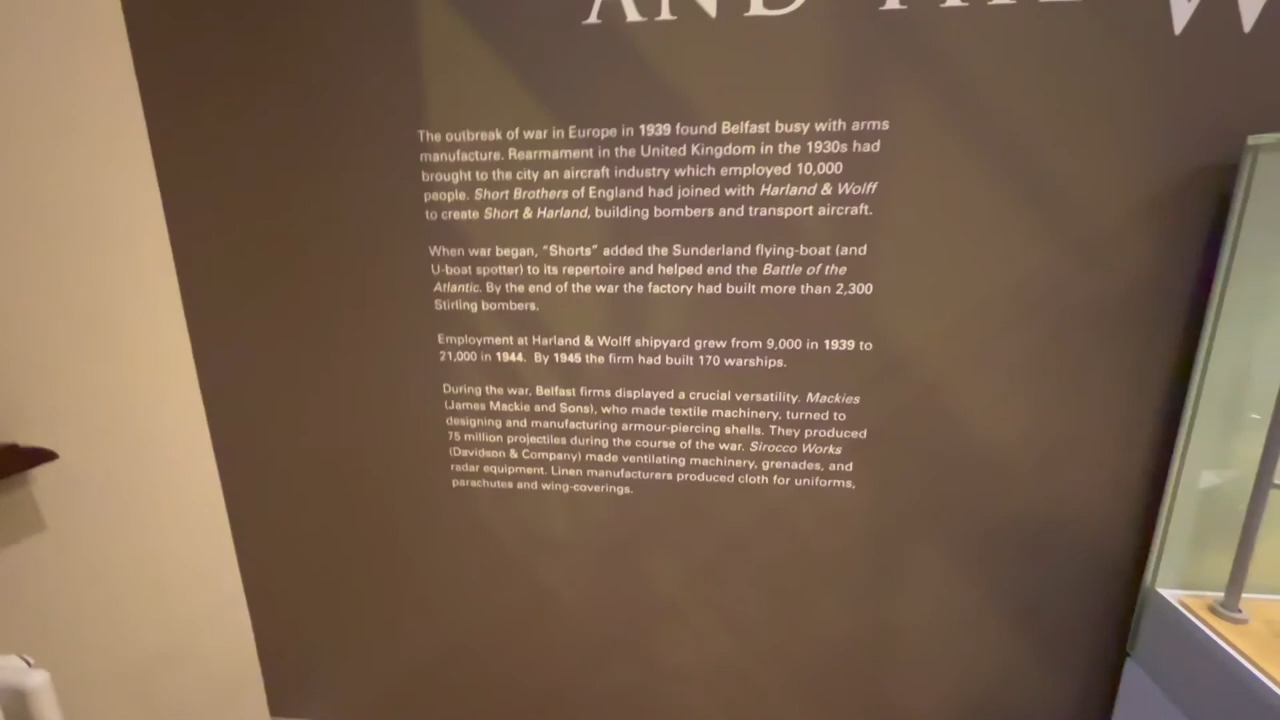 AND THE W
The outbreak of war in Europe in 1939 found Belfast busy with arms
manufacture. Rearmament in the United Kingdom in the 1930s had
brought to the city an aircraft industry which employed 10,000
people. Short Brothers of England had joined with Harland & Wolff
to create Short & Harland, building bombers and transport aircraft.
When war began, "Shorts" added the Sunderland flying-boat (and
U-boat spotter) to its repertoire and helped end the Battle of the
Atlantic. By the end of the war the factory had built more than 2,300
Stirling bombers.
Employment at Harland & Wolff shipyard grew from 9,000 in 1939 to
21,000 in 1944. By 1945 the firm had built 170 warships.
During the war, Belfast firms displayed a crucial versatility. Mackies
(James Mackie and Sons), who made textile machinery, turned to
designing and manufacturing armour-piercing shells. They produced
75 million projectiles during the course of the war. Sirocco Works
(Davidson & Company) made ventilating machinery, grenades, and
radar equipment. Linen manufacturers produced cloth for uniforms,
parachutes and wing-coverings.